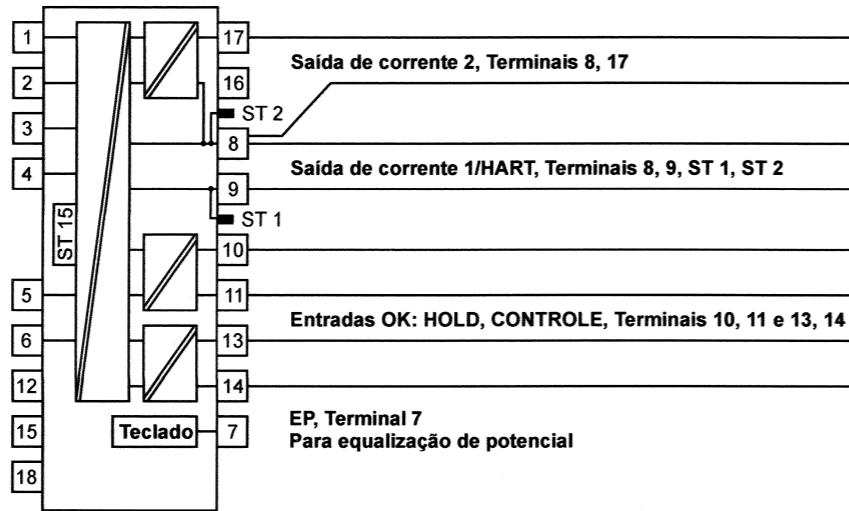 1
17
Saída de corrente 2, Terminais 8, 17
2
16
ST 2
3
8
4
Saída de corrente 1/HART, Terminais 8, 9, ST 1, ST 2
9
ST 1
ST 15
10
5
11
Entradas OK: HOLD, CONTROLE, Terminais 10, 11 e 13, 14
6
13
12
14
EP, Terminal 7
15
Teclado
7
Para equalização de potencial
18